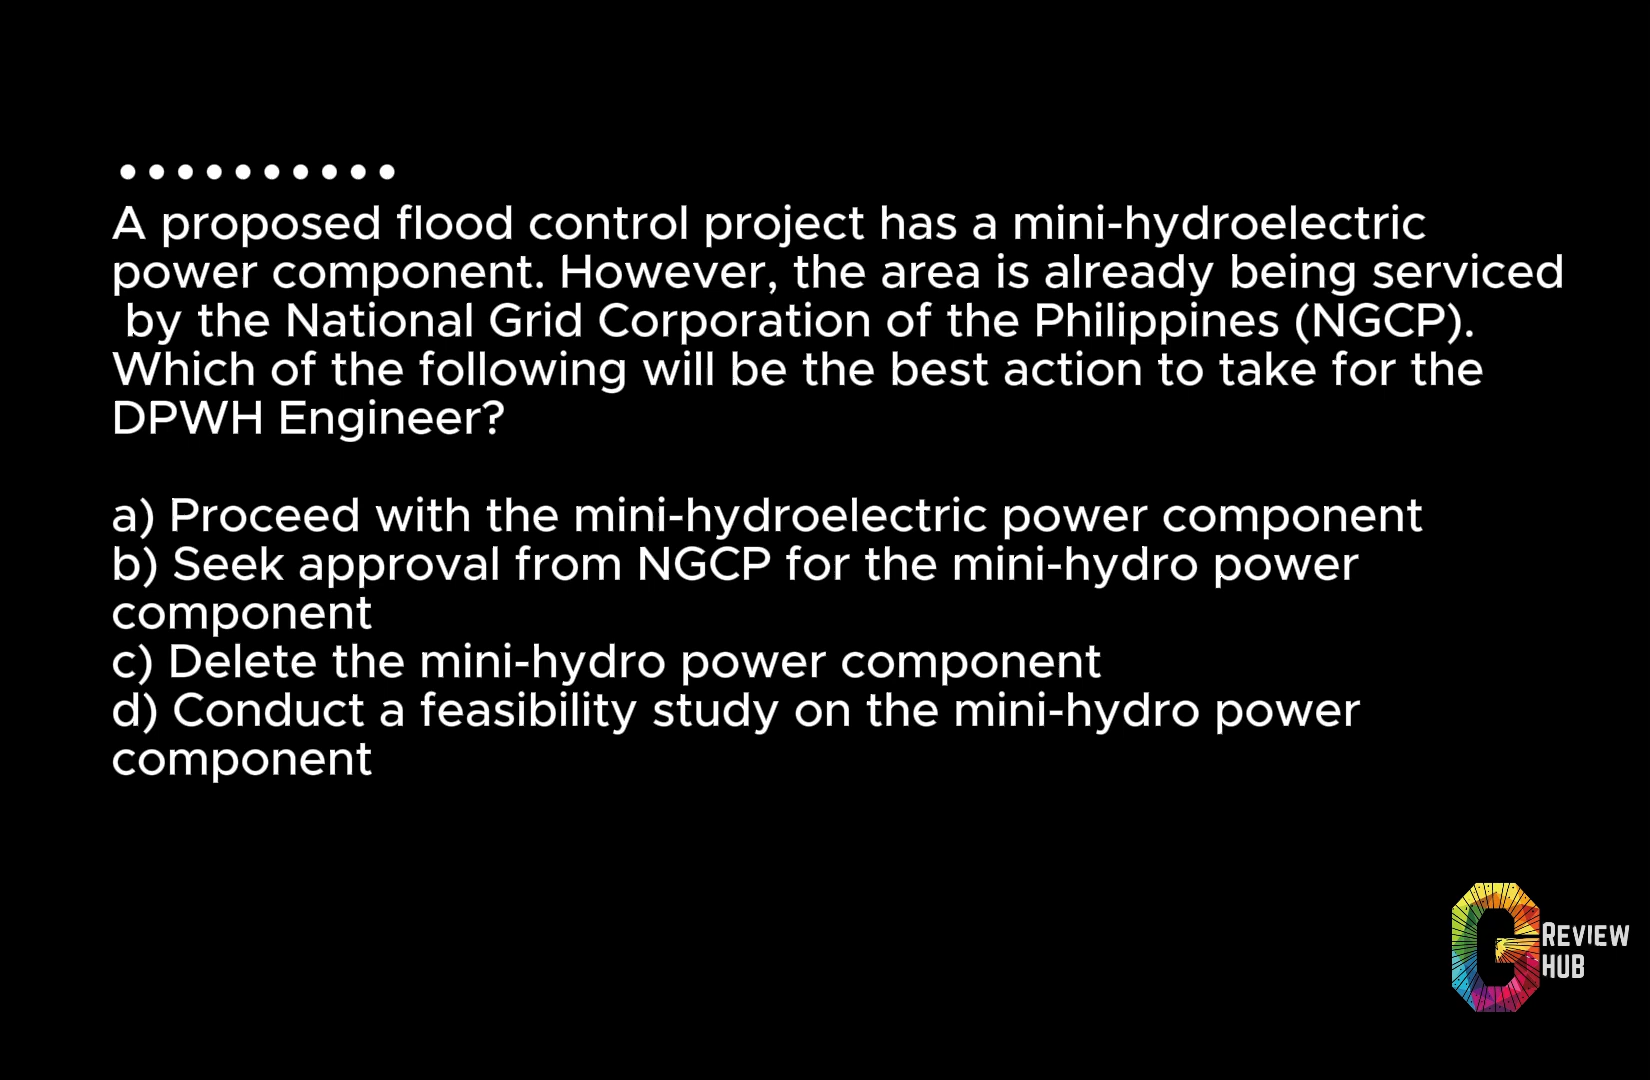 A proposed flood control project has a mini-hydroelectric
power component. However, the area is already being serviced
by the National Grid Corporation of the Philippines (NGCP).
Which of the following will be the best action to take for the
DPWH Engineer?
a) Proceed with the mini-hydroelectric power component
b) Seek approval from NGCP for the mini-hydro power
component
c) Delete the mini-hydro power component
d) Conduct a feasibility study on the mini-hydro power
component
G REVIEW
HUB